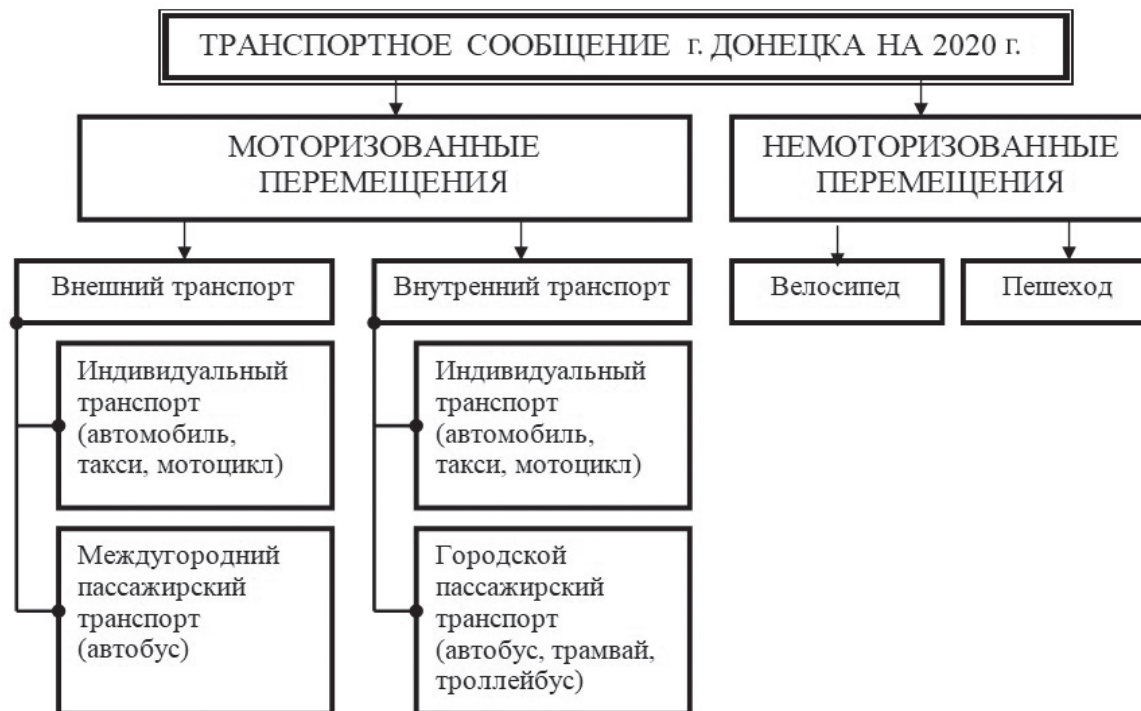 ТРАНСПОРТНОЕ СООБЩЕНИЕ г. ДОНЕЦКА НА 2020 г.
МОТОРИЗОВАННЫЕ
ПЕРЕМЕЩЕНИЯ
НЕМОТОРИЗОВАННЫЕ
ПЕРЕМЕЩЕНИЯ
Внешний транспорт
Внутренний транспорт
Велосипед
Пешеход
Индивидуальный
транспорт
(автомобиль,
такси, мотоцикл)
Индивидуальный
транспорт
(автомобиль,
такси, мотоцикл)
Междугородний
пассажирский
транспорт
(автобус)
Городской
пассажирский
транспорт
(автобус, трамвай,
троллейбус)